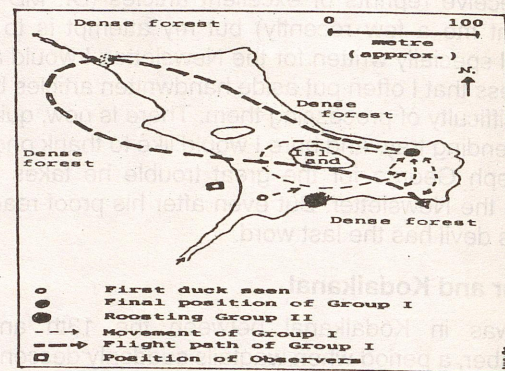 Dense forest
0 100
metre
(approx.)
N
Dense
forest
Isl-
and
Dense
forest
Dense forest
First duck seen
Final position of Group I
Roosting Group II
Movement of Group I
Flight path of Group I
Position of Observers